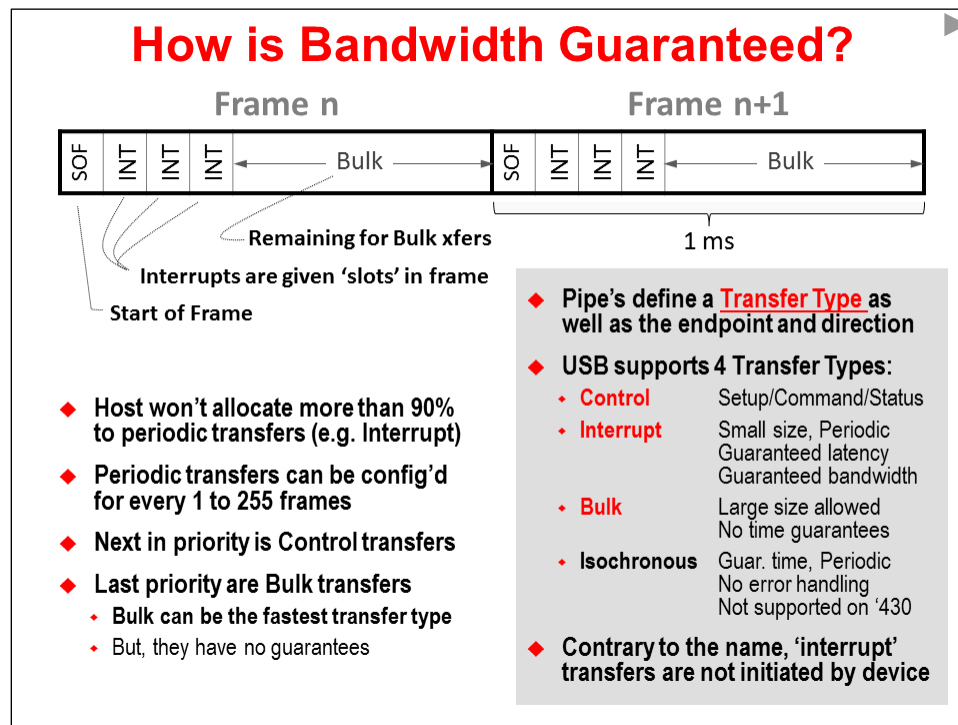 How is Bandwidth Guaranteed?
Frame n
Frame n+1
SOF INT INT INT Bulk SOF INT INT INT Bulk
Remaining for Bulk xfers
1 ms
Interrupts are given ‘slots’ in frame
Start of Frame
Host won’t allocate more than 90%
to periodic transfers (e.g. Interrupt)
Periodic transfers can be config’d
for every 1 to 255 frames
Next in priority is Control transfers
Last priority are Bulk transfers
Bulk can be the fastest transfer type
But, they have no guarantees
Pipe’s define a Transfer Type as
well as the endpoint and direction
USB supports 4 Transfer Types:
Control Setup/Command/Status
Interrupt Small size, Periodic
Guaranteed latency
Guaranteed bandwidth
Bulk Large size allowed
No time guarantees
Isochronous Guar. time, Periodic
No error handling
Not supported on ‘430
Contrary to the name, ‘interrupt’
transfers are not initiated by device